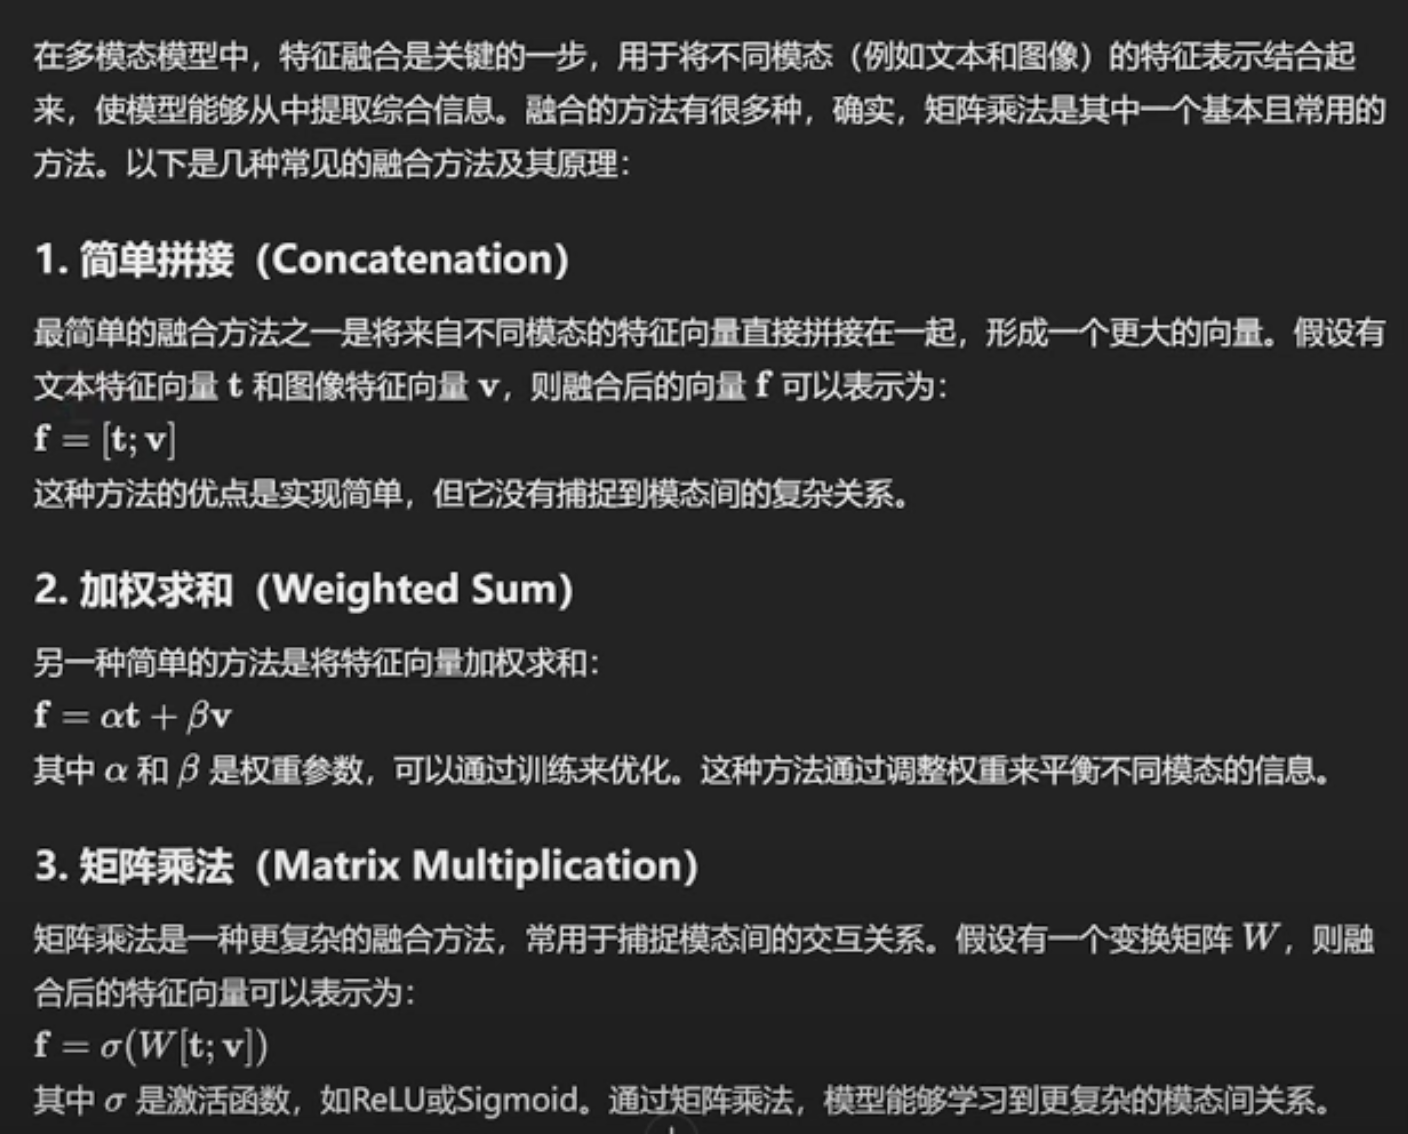 在多模态模型中，特征融合是关键的一步，用于将不同模态（例如文本和图像）的特征表示结合起
来，使模型能够从中提取综合信息。融合的方法有很多种，确实，矩阵乘法是其中一个基本且常用的
方法。以下是几种常见的融合方法及其原理：
1. 简单拼接（Concatenation）
最简单的融合方法之一是将来自不同模态的特征向量直接拼接在一起，形成一个更大的向量。假设有
文本特征向量 t 和图像特征向量 v，则融合后的向量 f 可以表示为：
f = [t; v]
这种方法的优点是实现简单，但它没有捕捉到模态间的复杂关系。
2. 加权求和（Weighted Sum）
另一种简单的方法是将特征向量加权求和：
f = αt + βv
其中 α 和 β 是权重参数，可以通过训练来优化。这种方法通过调整权重来平衡不同模态的信息。
3. 矩阵乘法（Matrix Multiplication）
矩阵乘法是一种更复杂的融合方法，常用于捕捉模态间的交互关系。假设有一个变换矩阵 W，则融
合后的特征向量可以表示为：
f = σ(W[t; v])
其中 σ 是激活函数，如ReLU或Sigmoid。通过矩阵乘法，模型能够学习到更复杂的模态间关系。